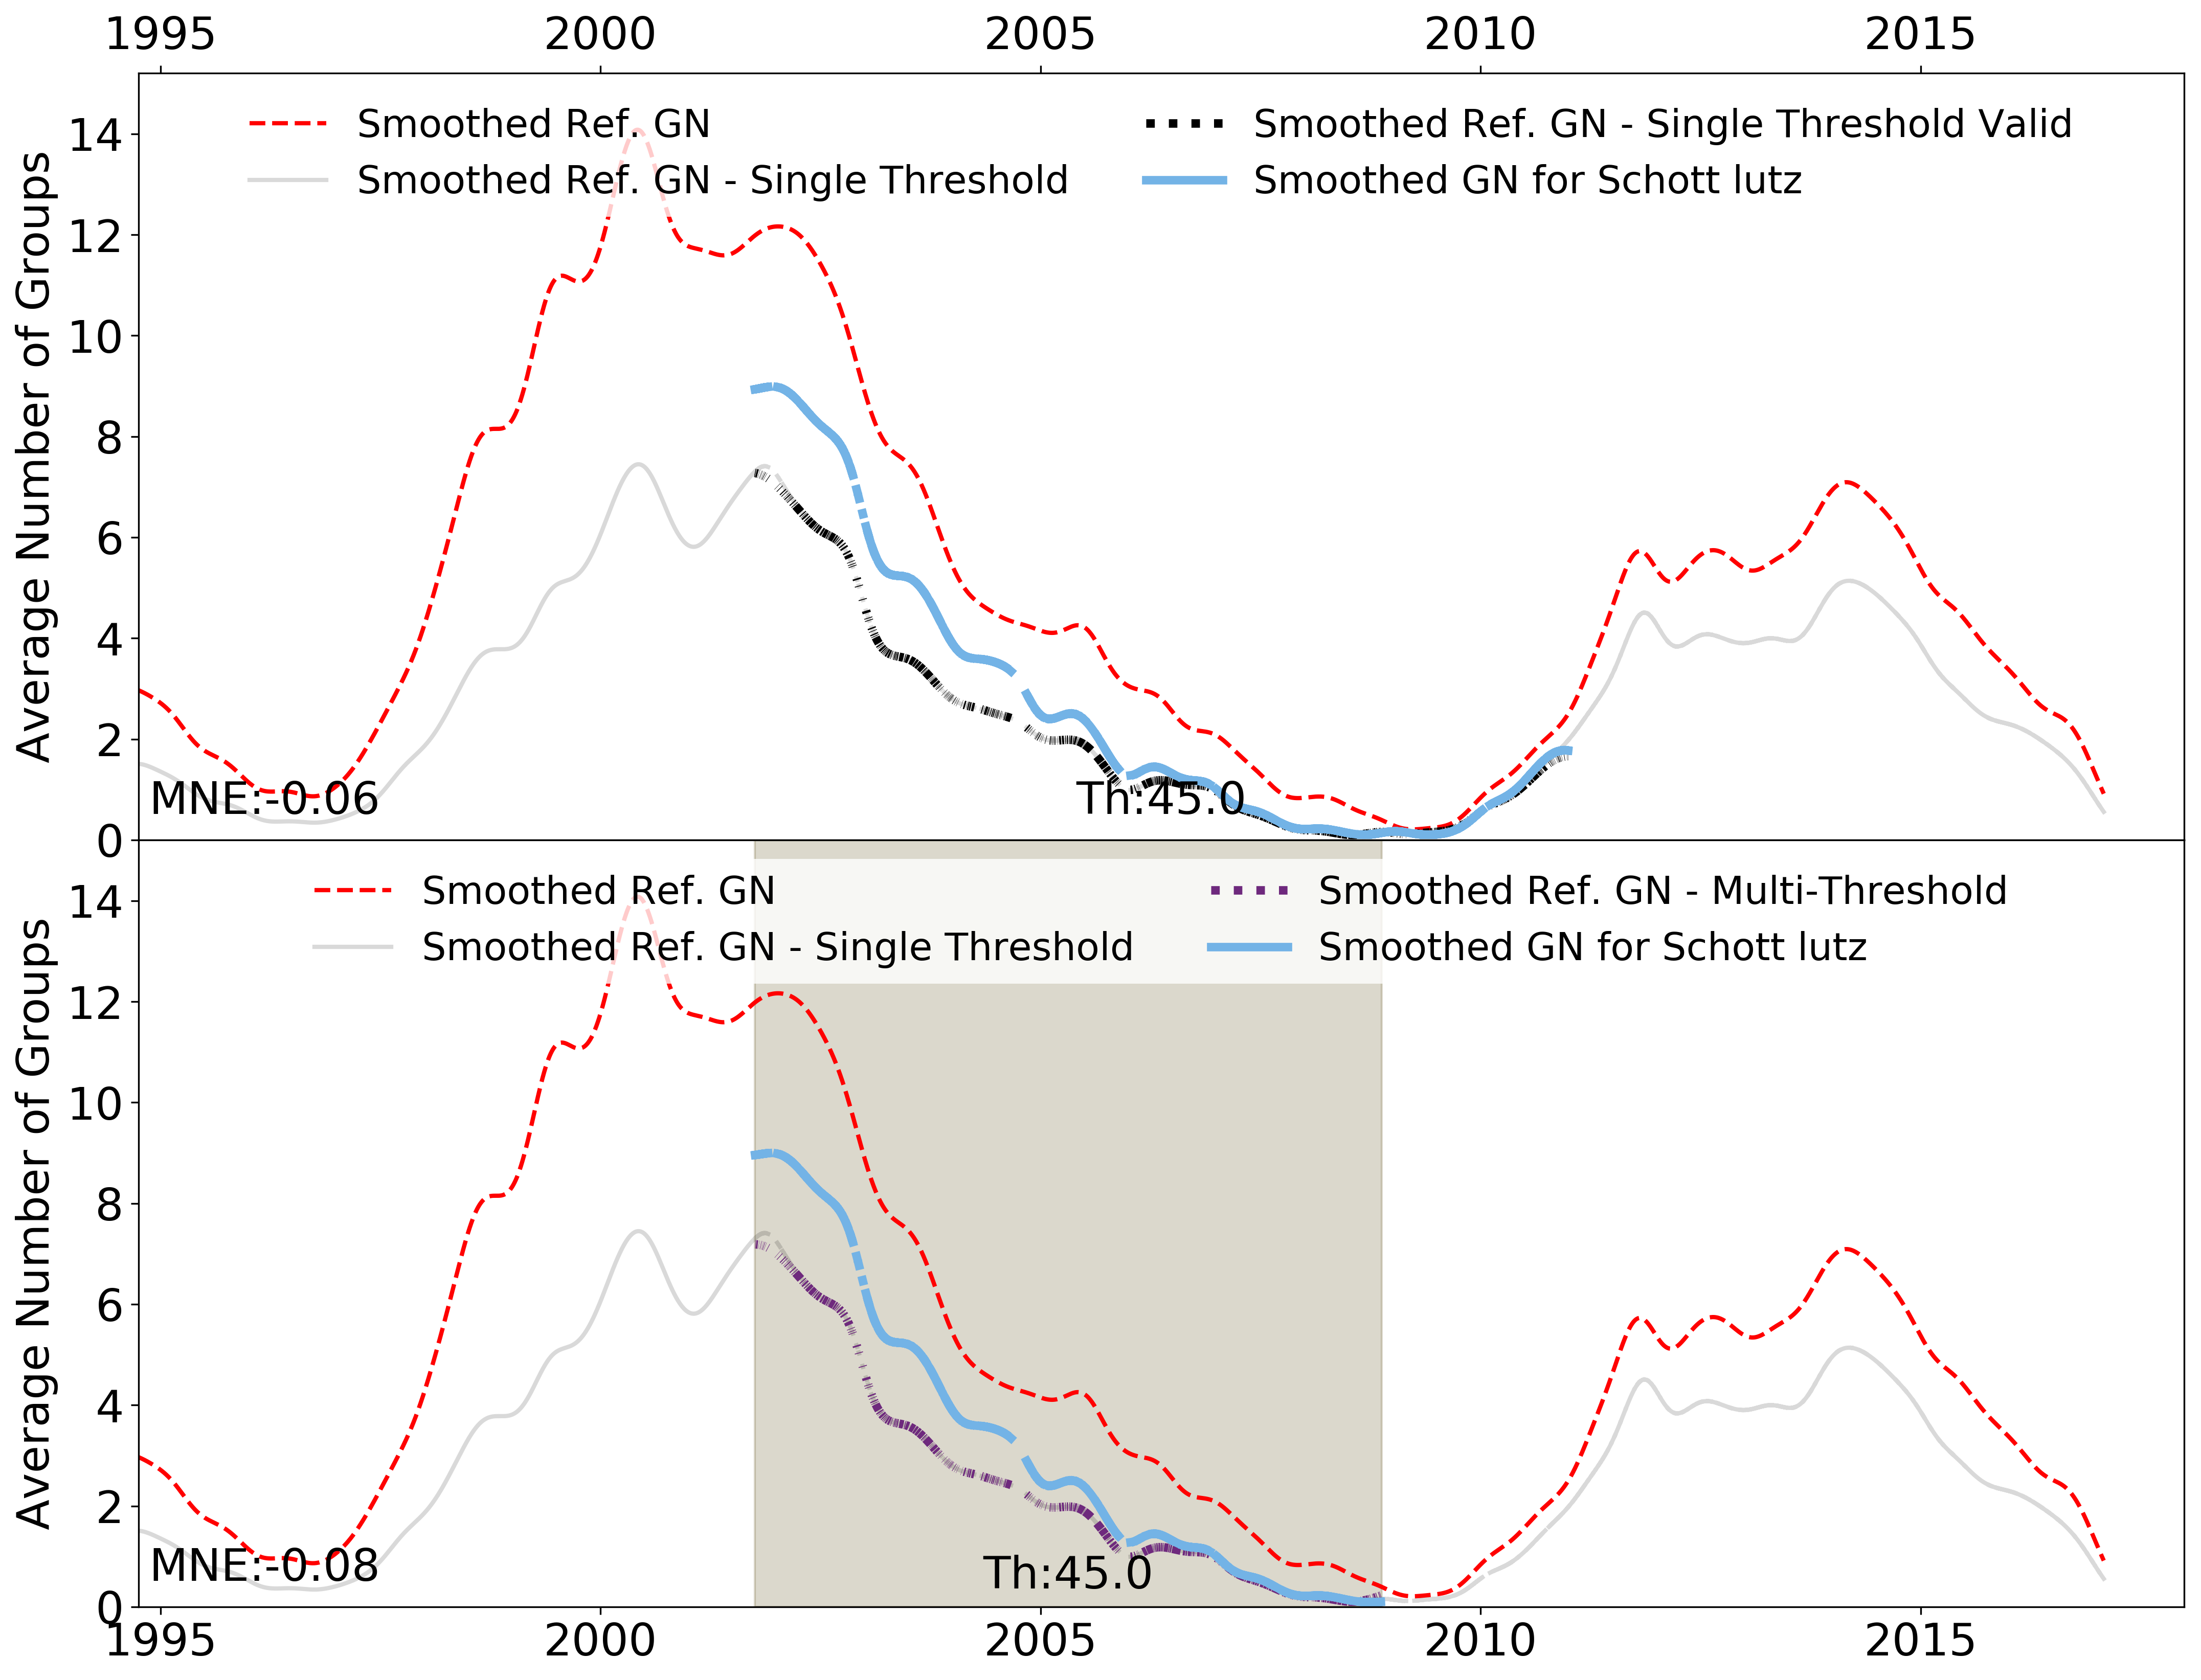 1995 2000 2005 2010 2015
Average Number of Groups
14
12
10
8
6
4
2
0
Smoothed Ref. GN
Smoothed Ref. GN - Single Threshold
Smoothed Ref. GN - Single Threshold Valid
Smoothed GN for Schott lutz
MNE:-0.06
Th:45.0
Average Number of Groups
14
12
10
8
6
4
2
0
Smoothed Ref. GN
Smoothed Ref. GN - Single Threshold
Smoothed Ref. GN - Multi-Threshold
Smoothed GN for Schott lutz
MNE:-0.08
Th:45.0
1995 2000 2005 2010 2015